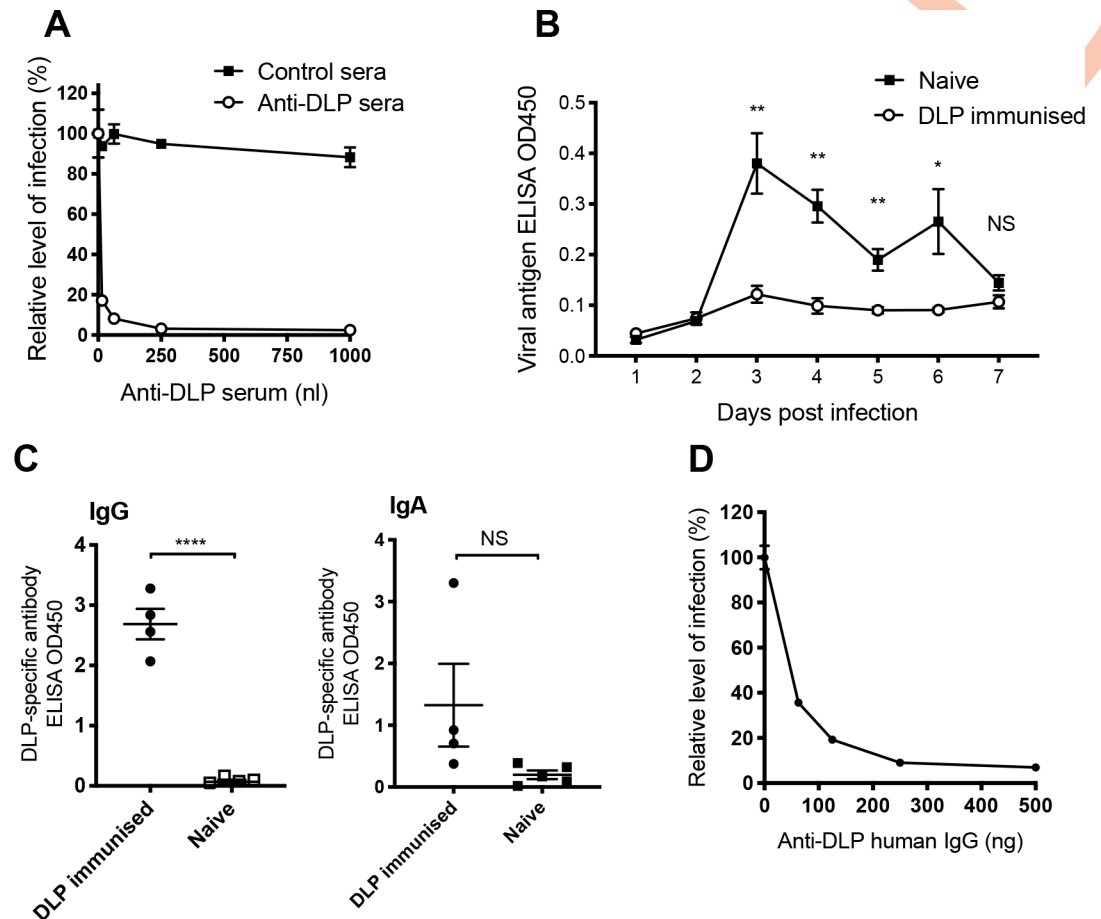 A
Relative level of infection (%)
120
100
80
60
40
20
0
Control sera
Anti-DLP sera
0 250 500 750 1000
Anti-DLP serum (nl)
B
Viral antigen ELISA OD450
0.5
0.4
0.3
0.2
0.1
0.0
Naive
DLP immunised
** ** ** * NS
1 2 3 4 5 6 7
Days post infection
C
IgG
DLP-specific antibody
ELISA OD450
4
3
2
1
0
****
DLP immunised
Naive
IgA
DLP-specific antibody
ELISA OD450
4
3
2
1
0
NS
DLP immunised
Naive
D
Relative level of infection (%)
120
100
80
60
40
20
0
0 100 200 300 400 500
Anti-DLP human IgG (ng)